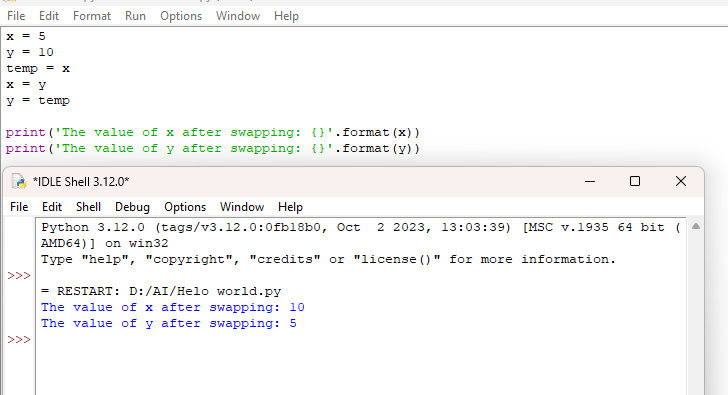 File Edit Format Run Options Window Help
x = 5
y = 10
temp = x
x = y
y = temp
print('The value of x after swapping: {}'.format(x))
print('The value of y after swapping: {}'.format(y))
*IDLE Shell 3.12.0*
File Edit Shell Debug Options Window Help
Python 3.12.0 (tags/v3.12.0:0fb18b0, Oct  2 2023, 13:03:39) [MSC v.1935 64 bit (
AMD64)] on win32
Type "help", "copyright", "credits" or "license()" for more information.
>>>
= RESTART: D:/AI/Helo world.py
The value of x after swapping: 10
The value of y after swapping: 5
>>>